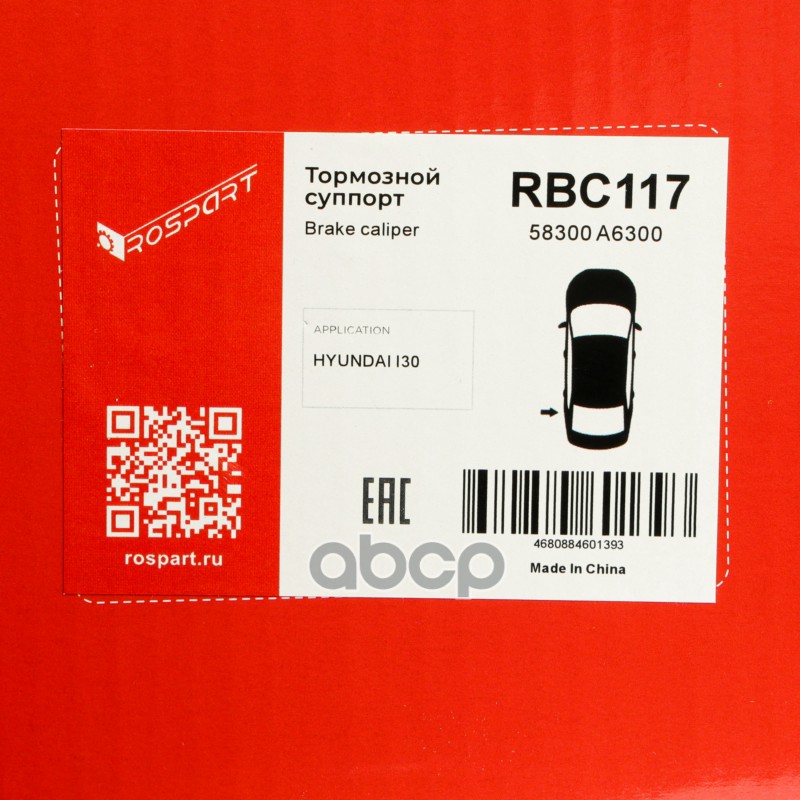 ROSPART
Тормозной
суппорт
Brake caliper
RBC117
58300 A6300
APPLICATION
HYUNDAI I30
EAC
4680884601393
rospart.ru
abcp
Made In China